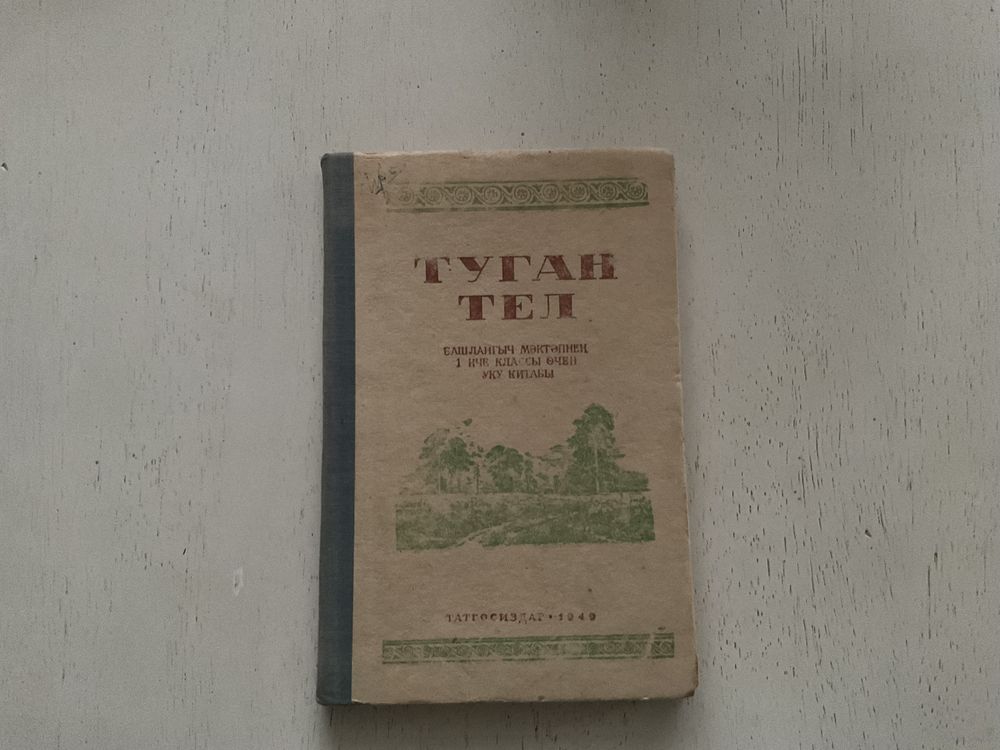 ТУГАН
ТЕЛ
БАШЛАНГЫЧ МӘКТӘПНЕҢ
1 НЧЕ КЛАССЫ ӨЧЕН
УКУ КИТАБЫ
ТАТГОСИЗДАТ • 1949